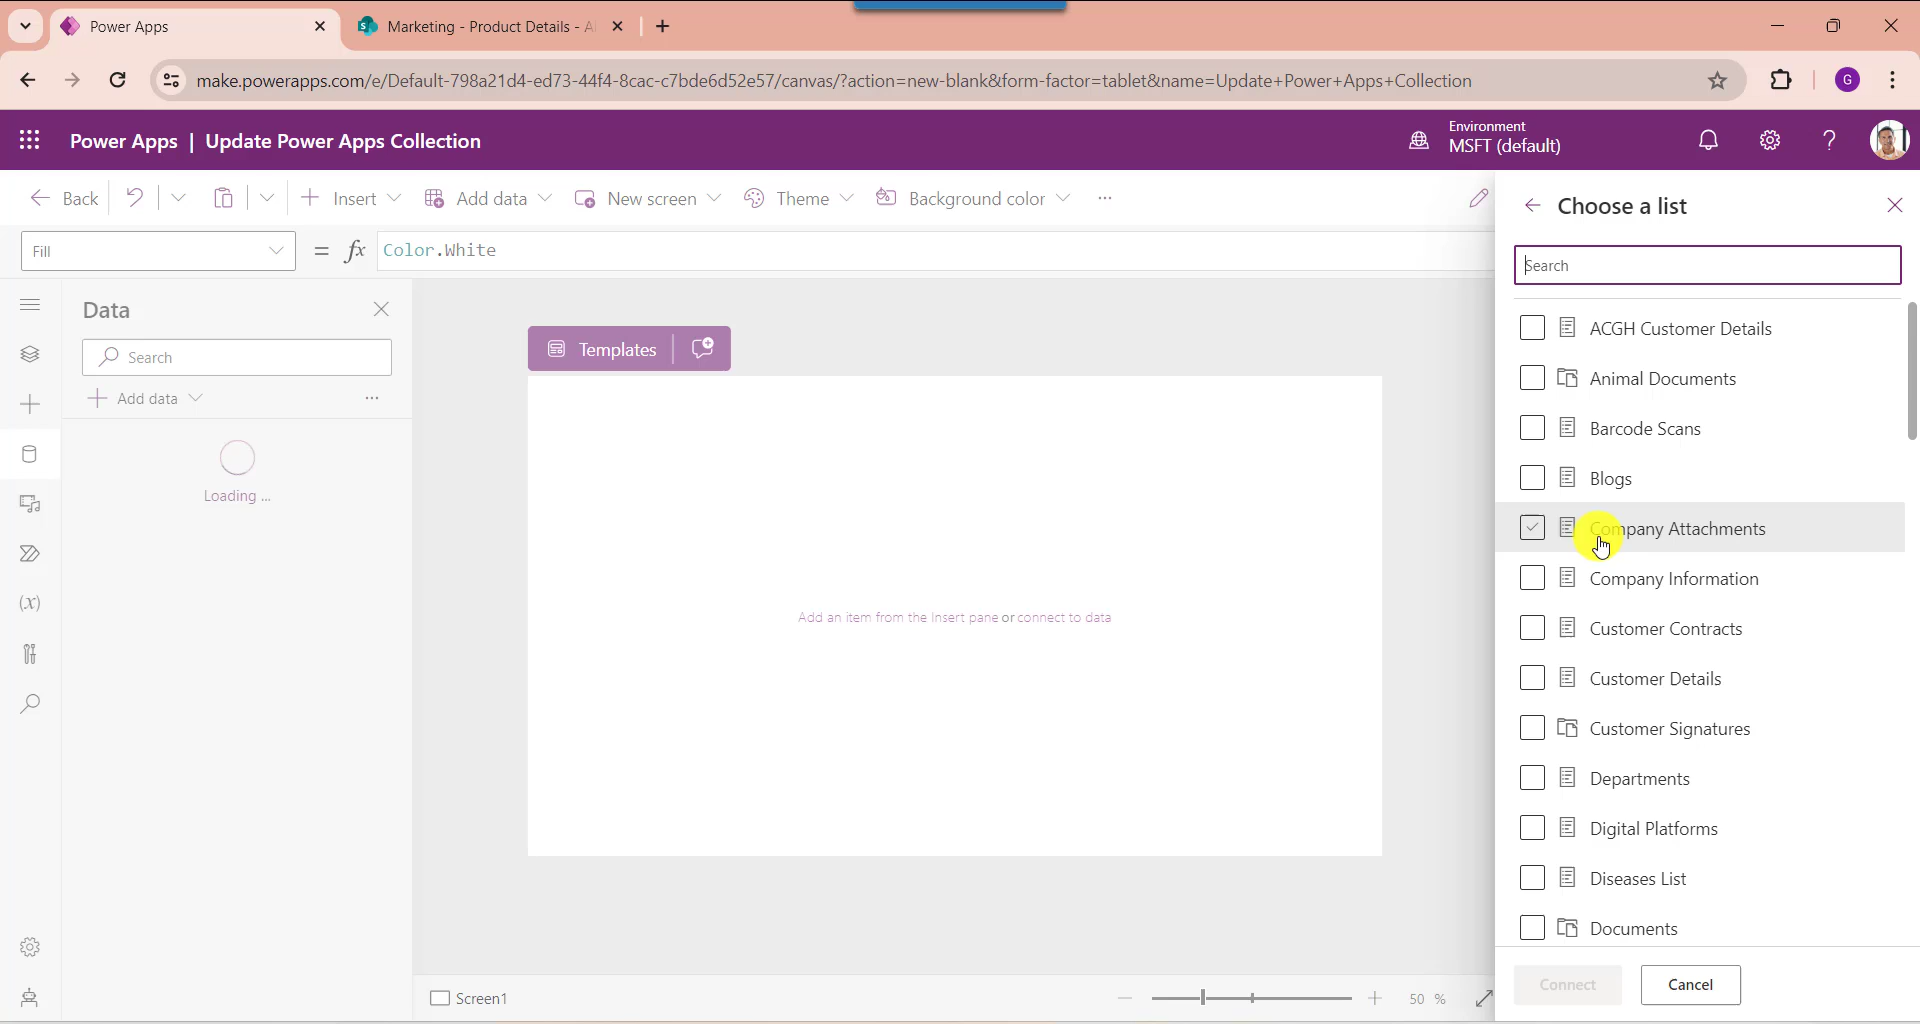 Power Apps
Marketing - Product Details - Al
make.powerapps.com/e/Default-798a21d4-ed73-44f4-8cac-c7bde6d52e57/canvas/?action=new-blank&form-factor=tablet&name=Update+Power+Apps+Collection
G
Power Apps | Update Power Apps Collection
Environment
MSFT (default)
Back
Insert
Add data
New screen
Theme
Background color
...
Choose a list
Fill
= fx Color.White
Search
Data
Search
Add data
...
Loading ...
Templates
Add an item from the Insert pane or connect to data
ACGH Customer Details
Animal Documents
Barcode Scans
Blogs
Company Attachments
Company Information
Customer Contracts
Customer Details
Customer Signatures
Departments
Digital Platforms
Diseases List
Documents
Connect
Cancel
Screen1
50 %